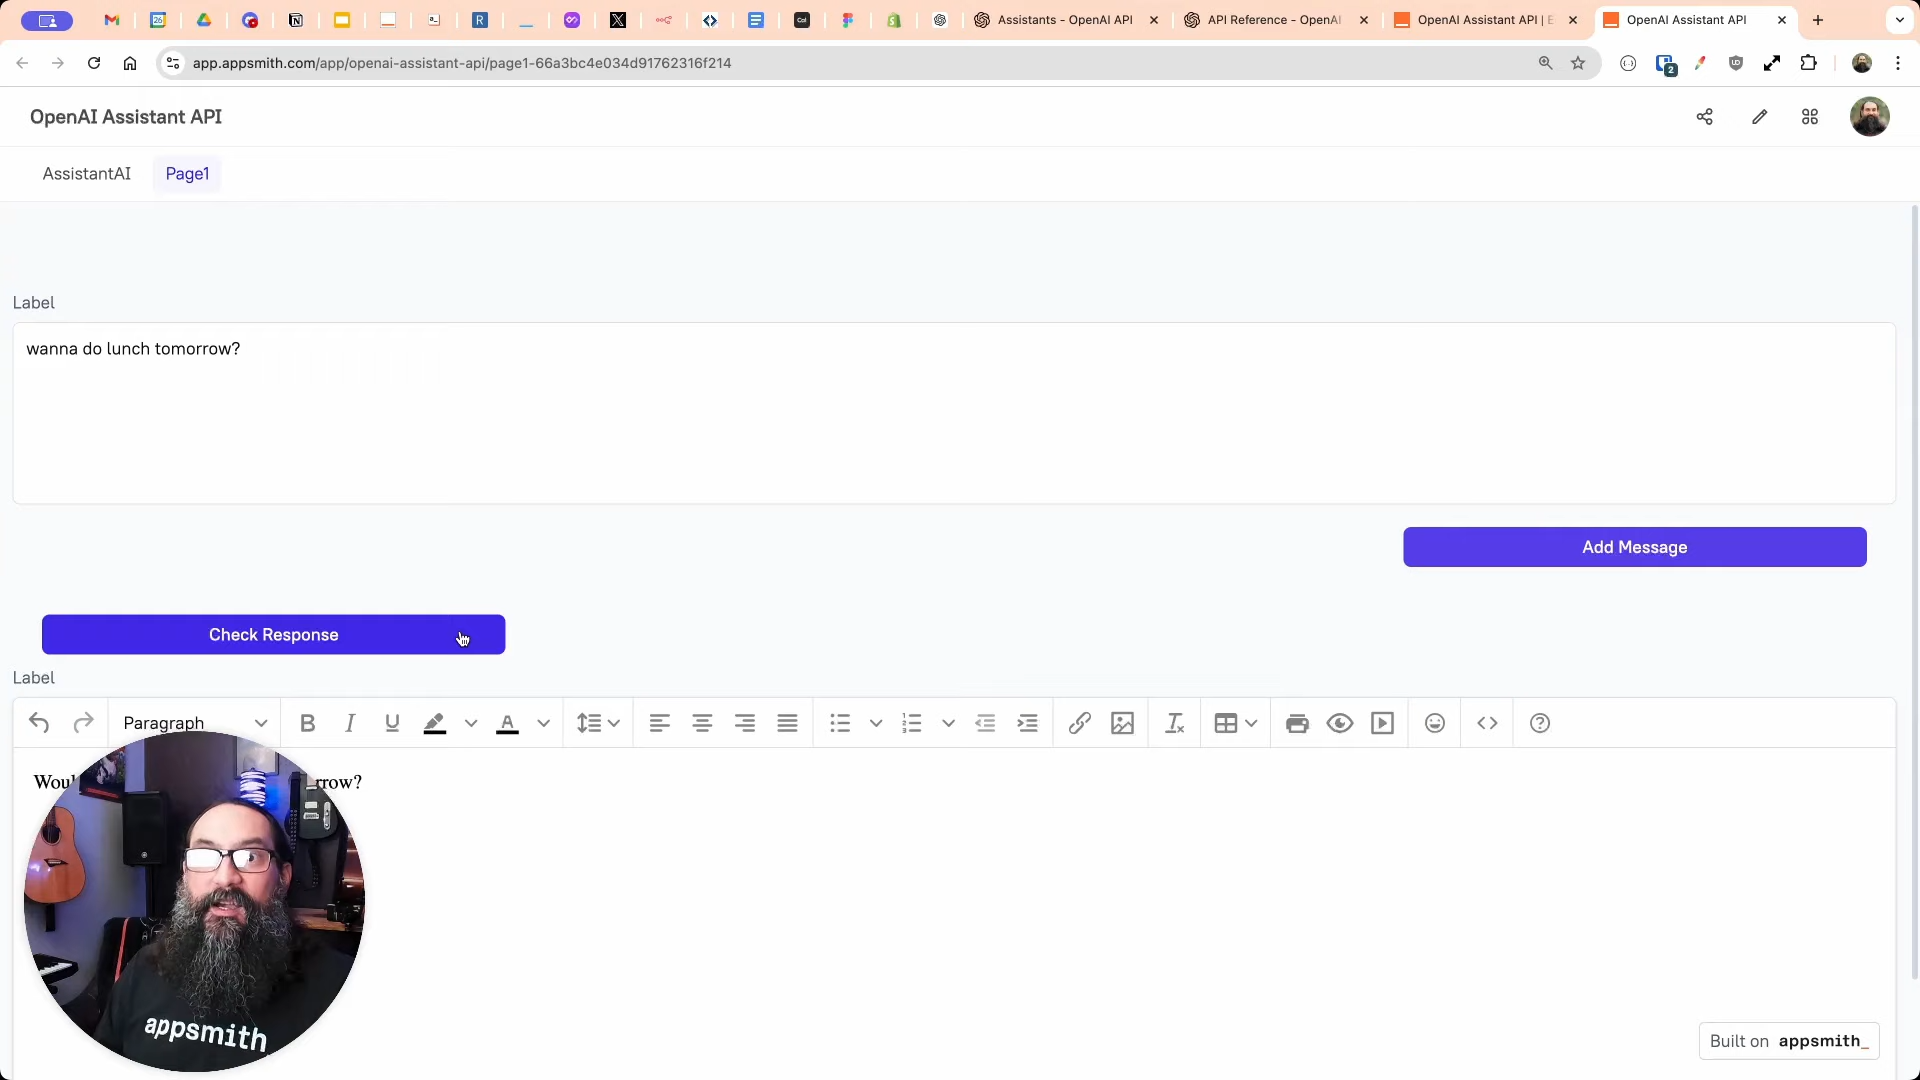 Assistants - OpenAI API
API Reference - OpenAI
OpenAI Assistant API | E
OpenAI Assistant API
app.appsmith.com/app/openai-assistant-api/page1-66a3bc4e034d91762316f214
2
OpenAI Assistant API
AssistantAI
Page1
Label
wanna do lunch tomorrow?
Add Message
Check Response
Label
Paragraph
rrow?
appsmith
Built on appsmith_